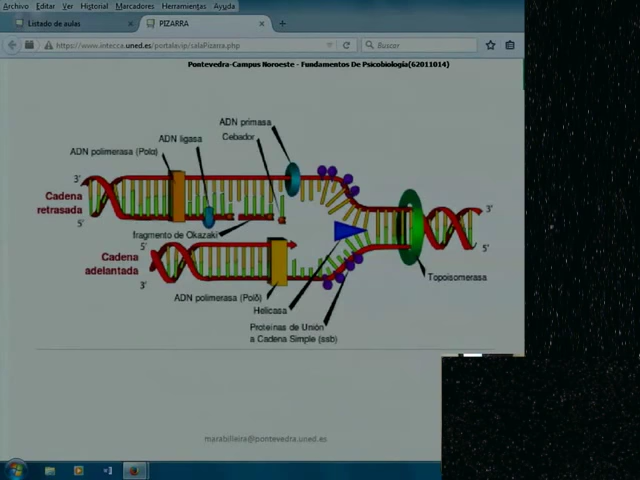 Archivo Editar Ver Historial Marcadores Herramientas Ayuda
Listado de aulas
PIZARRA
https://www.intecca.uned.es/portalavip/salaPizarra.php
Buscar
Pontevedra-Campus Noroeste - Fundamentos De Psicobiología(62011014)
ADN primasa
Cebador
ADN ligasa
ADN polimerasa (Polα)
3'
Cadena
retrasada
5'
3'
5'
fragmento de Okazaki
5'
Cadena
adelantada
3'
Topoisomerasa
ADN polimerasa (Polδ)
Helicasa
Proteínas de Unión
a Cadena Simple (ssb)
marabilleira@pontevedra.uned.es